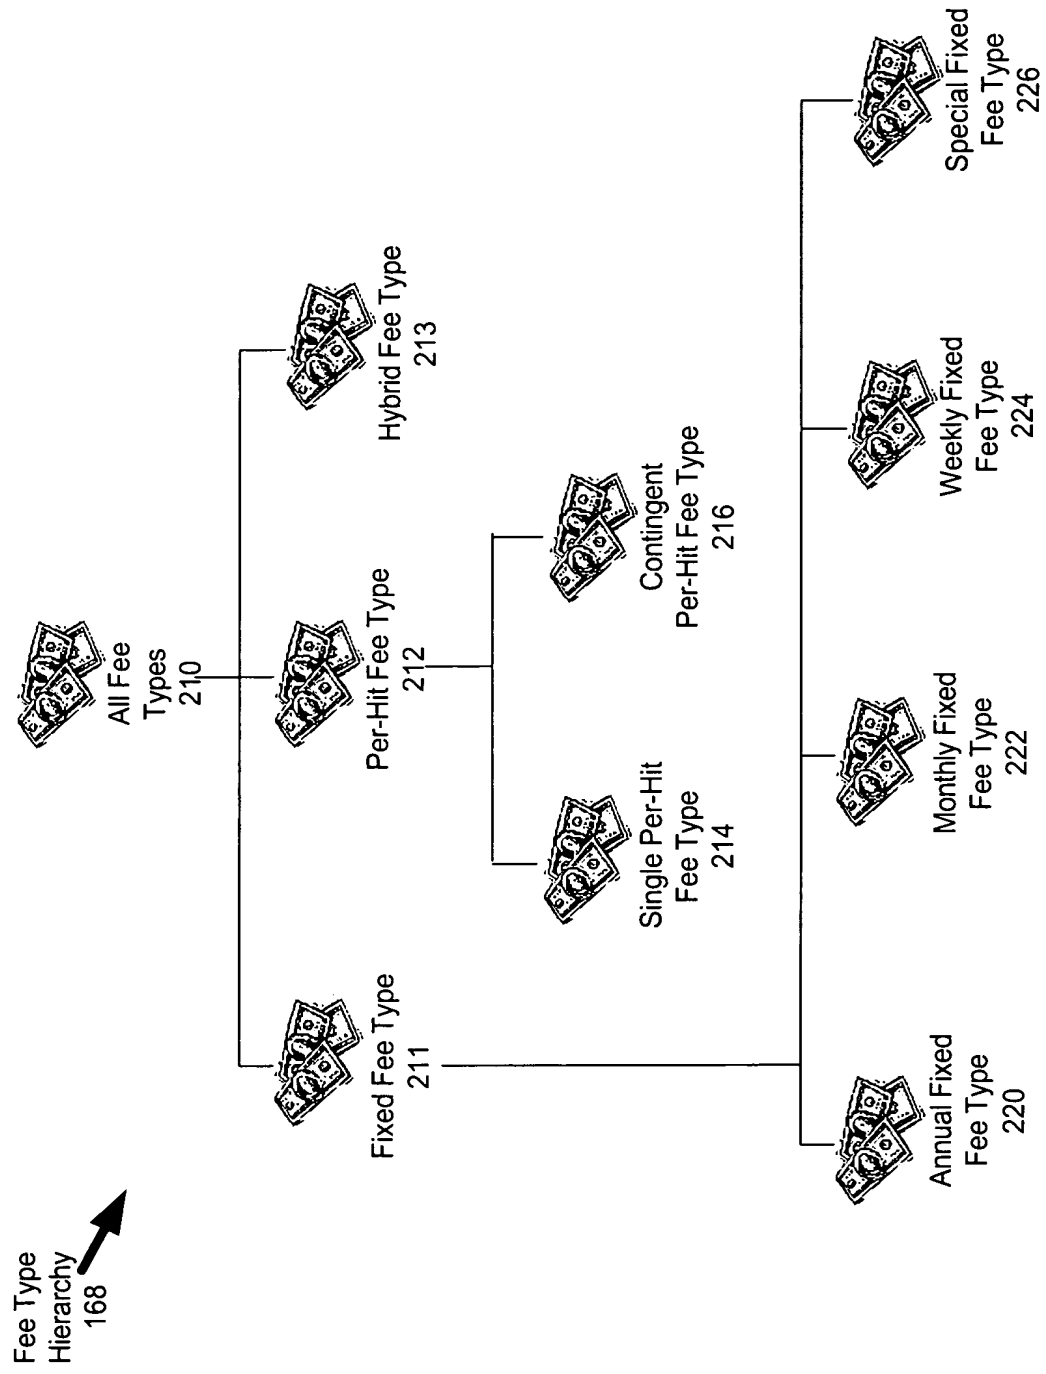 Fee Type
Hierarchy
168
All Fee
Types
210
Fixed Fee Type
211
Per-Hit Fee Type
212
Hybrid Fee Type
213
Single Per-Hit
Fee Type
214
Contingent
Per-Hit Fee Type
216
Annual Fixed
Fee Type
220
Monthly Fixed
Fee Type
222
Weekly Fixed
Fee Type
224
Special Fixed
Fee Type
226